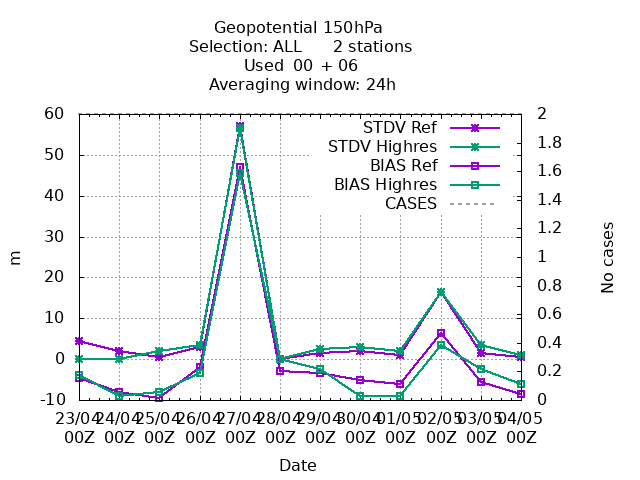 Geopotential 150hPa
Selection: ALL 2 stations
Used 00 + 06
Averaging window: 24h
60 2
STDV Ref
1.8
STDV Highres
50
BIAS Ref
1.6
BIAS Highres
40
CASES
1.4
30
1.2
m
20
1
No cases
0.8
10
0.6
0
0.4
0.2
-10 0
23/04 24/04 25/04 26/04 27/04 28/04 29/04 30/04 01/05 02/05 03/05 04/05
00Z 00Z 00Z 00Z 00Z 00Z 00Z 00Z 00Z 00Z 00Z 00Z
Date